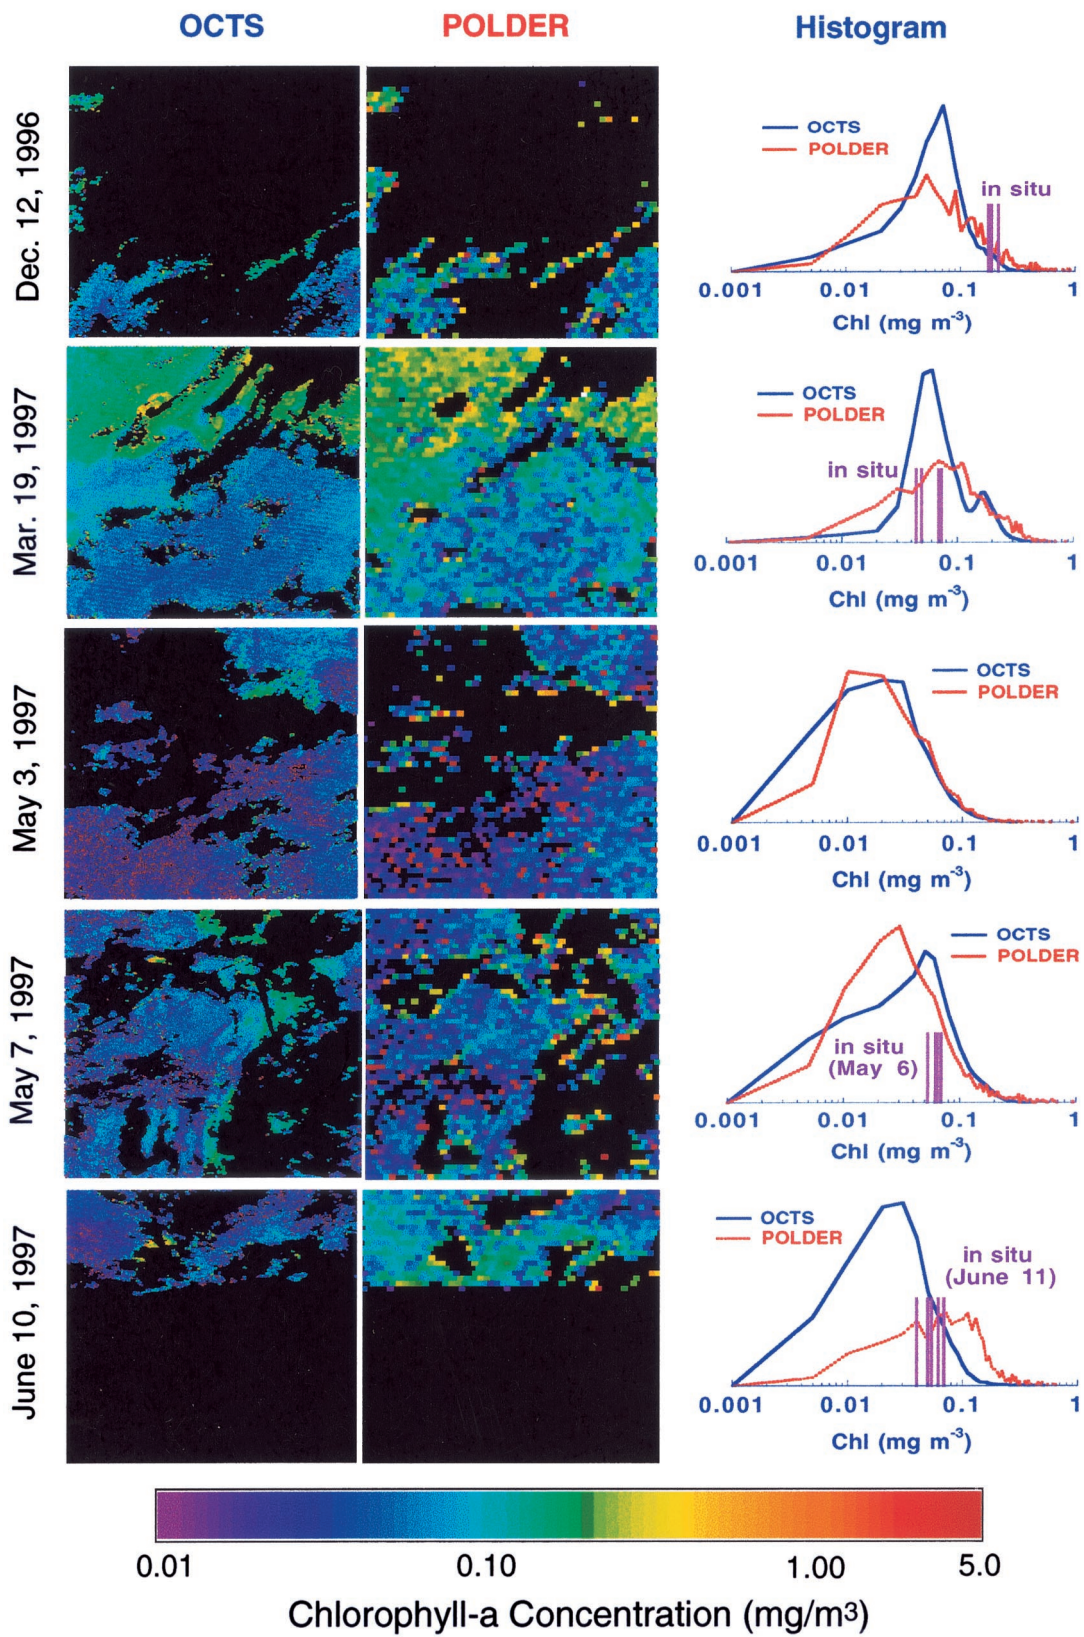 OCTS POLDER Histogram
Dec. 12, 1996
OCTS
POLDER
in situ
0.001 0.01 0.1 1
Chl (mg m-3)
Mar. 19, 1997
OCTS
POLDER
in situ
0.001 0.01 0.1 1
Chl (mg m-3)
May 3, 1997
OCTS
POLDER
0.001 0.01 0.1 1
Chl (mg m-3)
May 7, 1997
OCTS
POLDER
in situ
(May 6)
0.001 0.01 0.1 1
Chl (mg m-3)
June 10, 1997
OCTS
POLDER
in situ
(June 11)
0.001 0.01 0.1 1
Chl (mg m-3)
0.01 0.10 1.00 5.0
Chlorophyll-a Concentration (mg/m3)